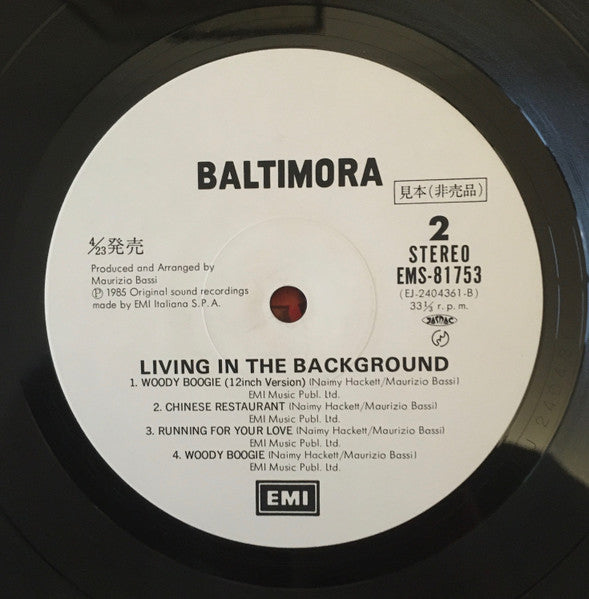 BALTIMORA
見本(非売品)
4/23発売
2
STEREO
EMS-81753
(EJ-2404361-B)
33⅓ r.p.m.
JASRAC
Produced and Arranged by
Maurizio Bassi
Ⓟ 1985 Original sound recordings
made by EMI Italiana S.P.A.
LIVING IN THE BACKGROUND
1. WOODY BOOGIE (12inch Version) (Naimy Hackett/Maurizio Bassi)
EMI Music Publ. Ltd.
2. CHINESE RESTAURANT (Naimy Hackett/Maurizio Bassi)
EMI Music Publ. Ltd.
3. RUNNING FOR YOUR LOVE (Naimy Hackett/Maurizio Bassi)
EMI Music Publ. Ltd.
4. WOODY BOOGIE (Naimy Hackett/Maurizio Bassi)
EMI Music Publ. Ltd.
EMI